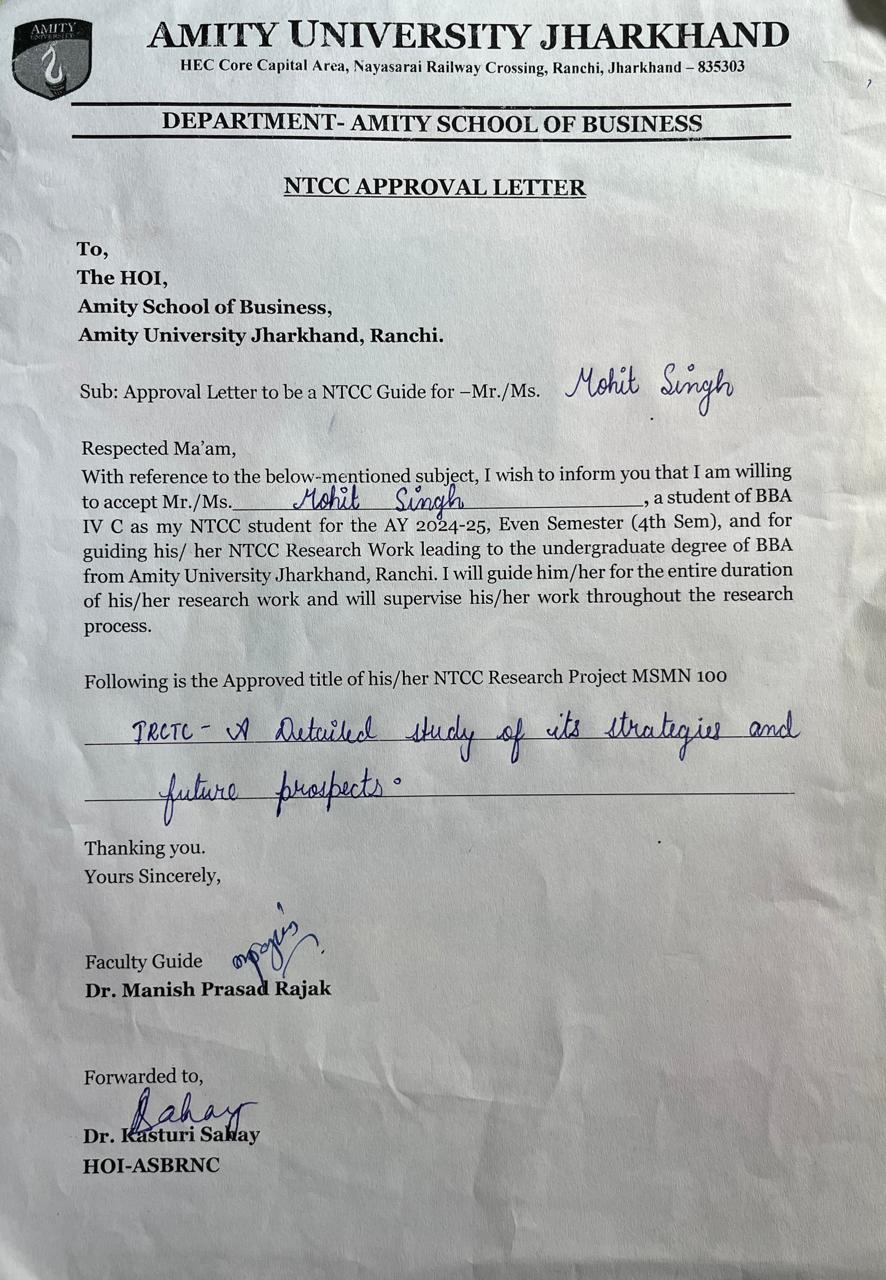 AMITY
UNIVERSITY
AMITY UNIVERSITY JHARKHAND
HEC Core Capital Area, Nayasarai Railway Crossing, Ranchi, Jharkhand – 835303
DEPARTMENT- AMITY SCHOOL OF BUSINESS
NTCC APPROVAL LETTER
To,
The HOI,
Amity School of Business,
Amity University Jharkhand, Ranchi.
Sub: Approval Letter to be a NTCC Guide for –Mr./Ms. Mohit Singh
Respected Ma'am,
With reference to the below-mentioned subject, I wish to inform you that I am willing
to accept Mr./Ms. Mohit Singh, a student of BBA
IV C as my NTCC student for the AY 2024-25, Even Semester (4th Sem), and for
guiding his/ her NTCC Research Work leading to the undergraduate degree of BBA
from Amity University Jharkhand, Ranchi. I will guide him/her for the entire duration
of his/her research work and will supervise his/her work throughout the research
process.
Following is the Approved title of his/her NTCC Research Project MSMN 100
IRCTC - A Detailed study of its strategies and
future prospects.
Thanking you.
Yours Sincerely,
Faculty Guide
Dr. Manish Prasad Rajak
Forwarded to,
Sahay
Dr. Kasturi Sahay
HOI-ASBRNC